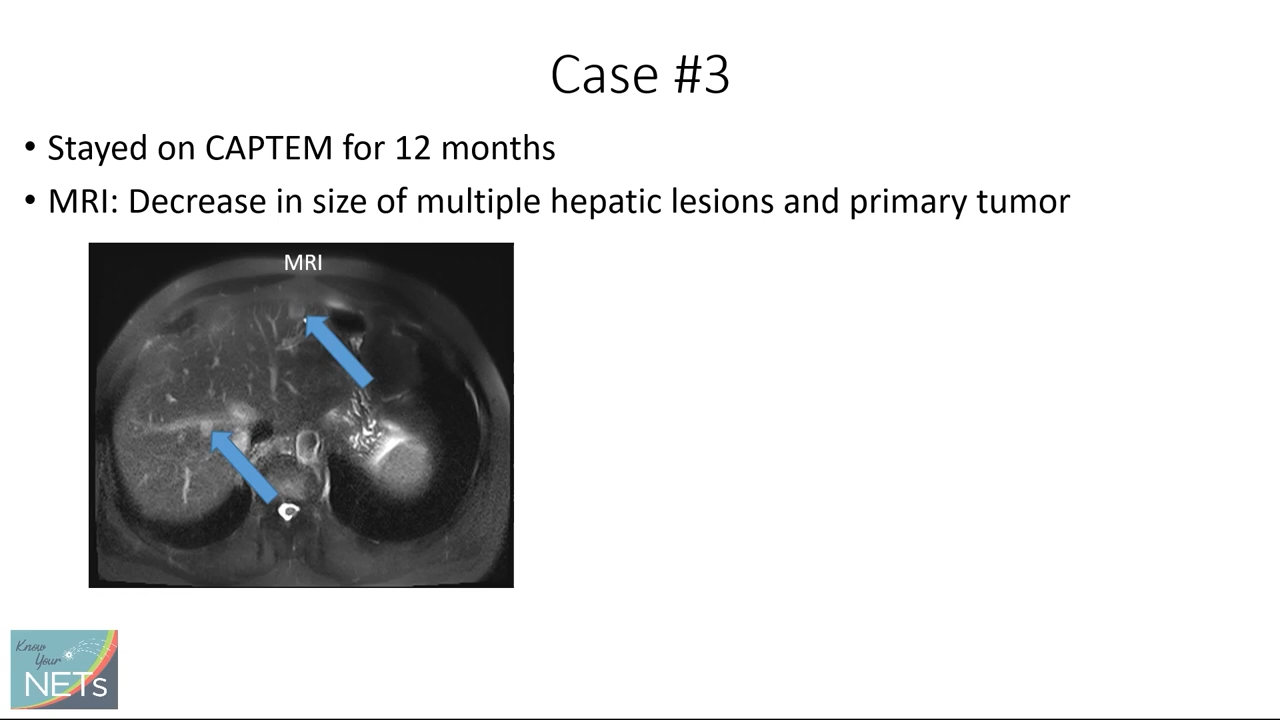 Case #3
• Stayed on CAPTEM for 12 months
• MRI: Decrease in size of multiple hepatic lesions and primary tumor
MRI
Know
Your
NETs